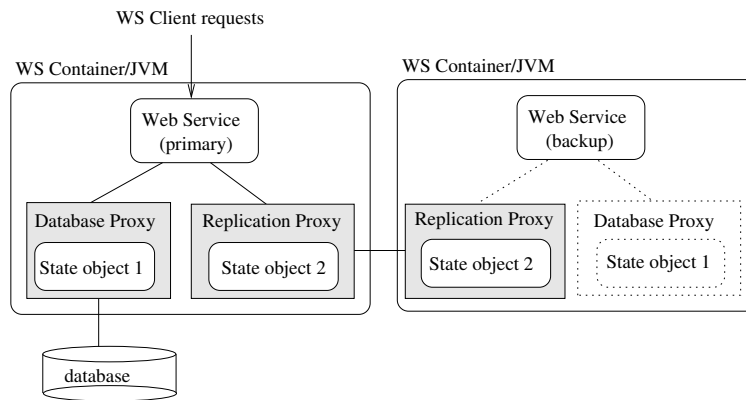 WS Client requests
WS Container/JVM
Web Service
(primary)
Database Proxy
State object 1
Replication Proxy
State object 2
database
WS Container/JVM
Web Service
(backup)
Replication Proxy
State object 2
Database Proxy
State object 1